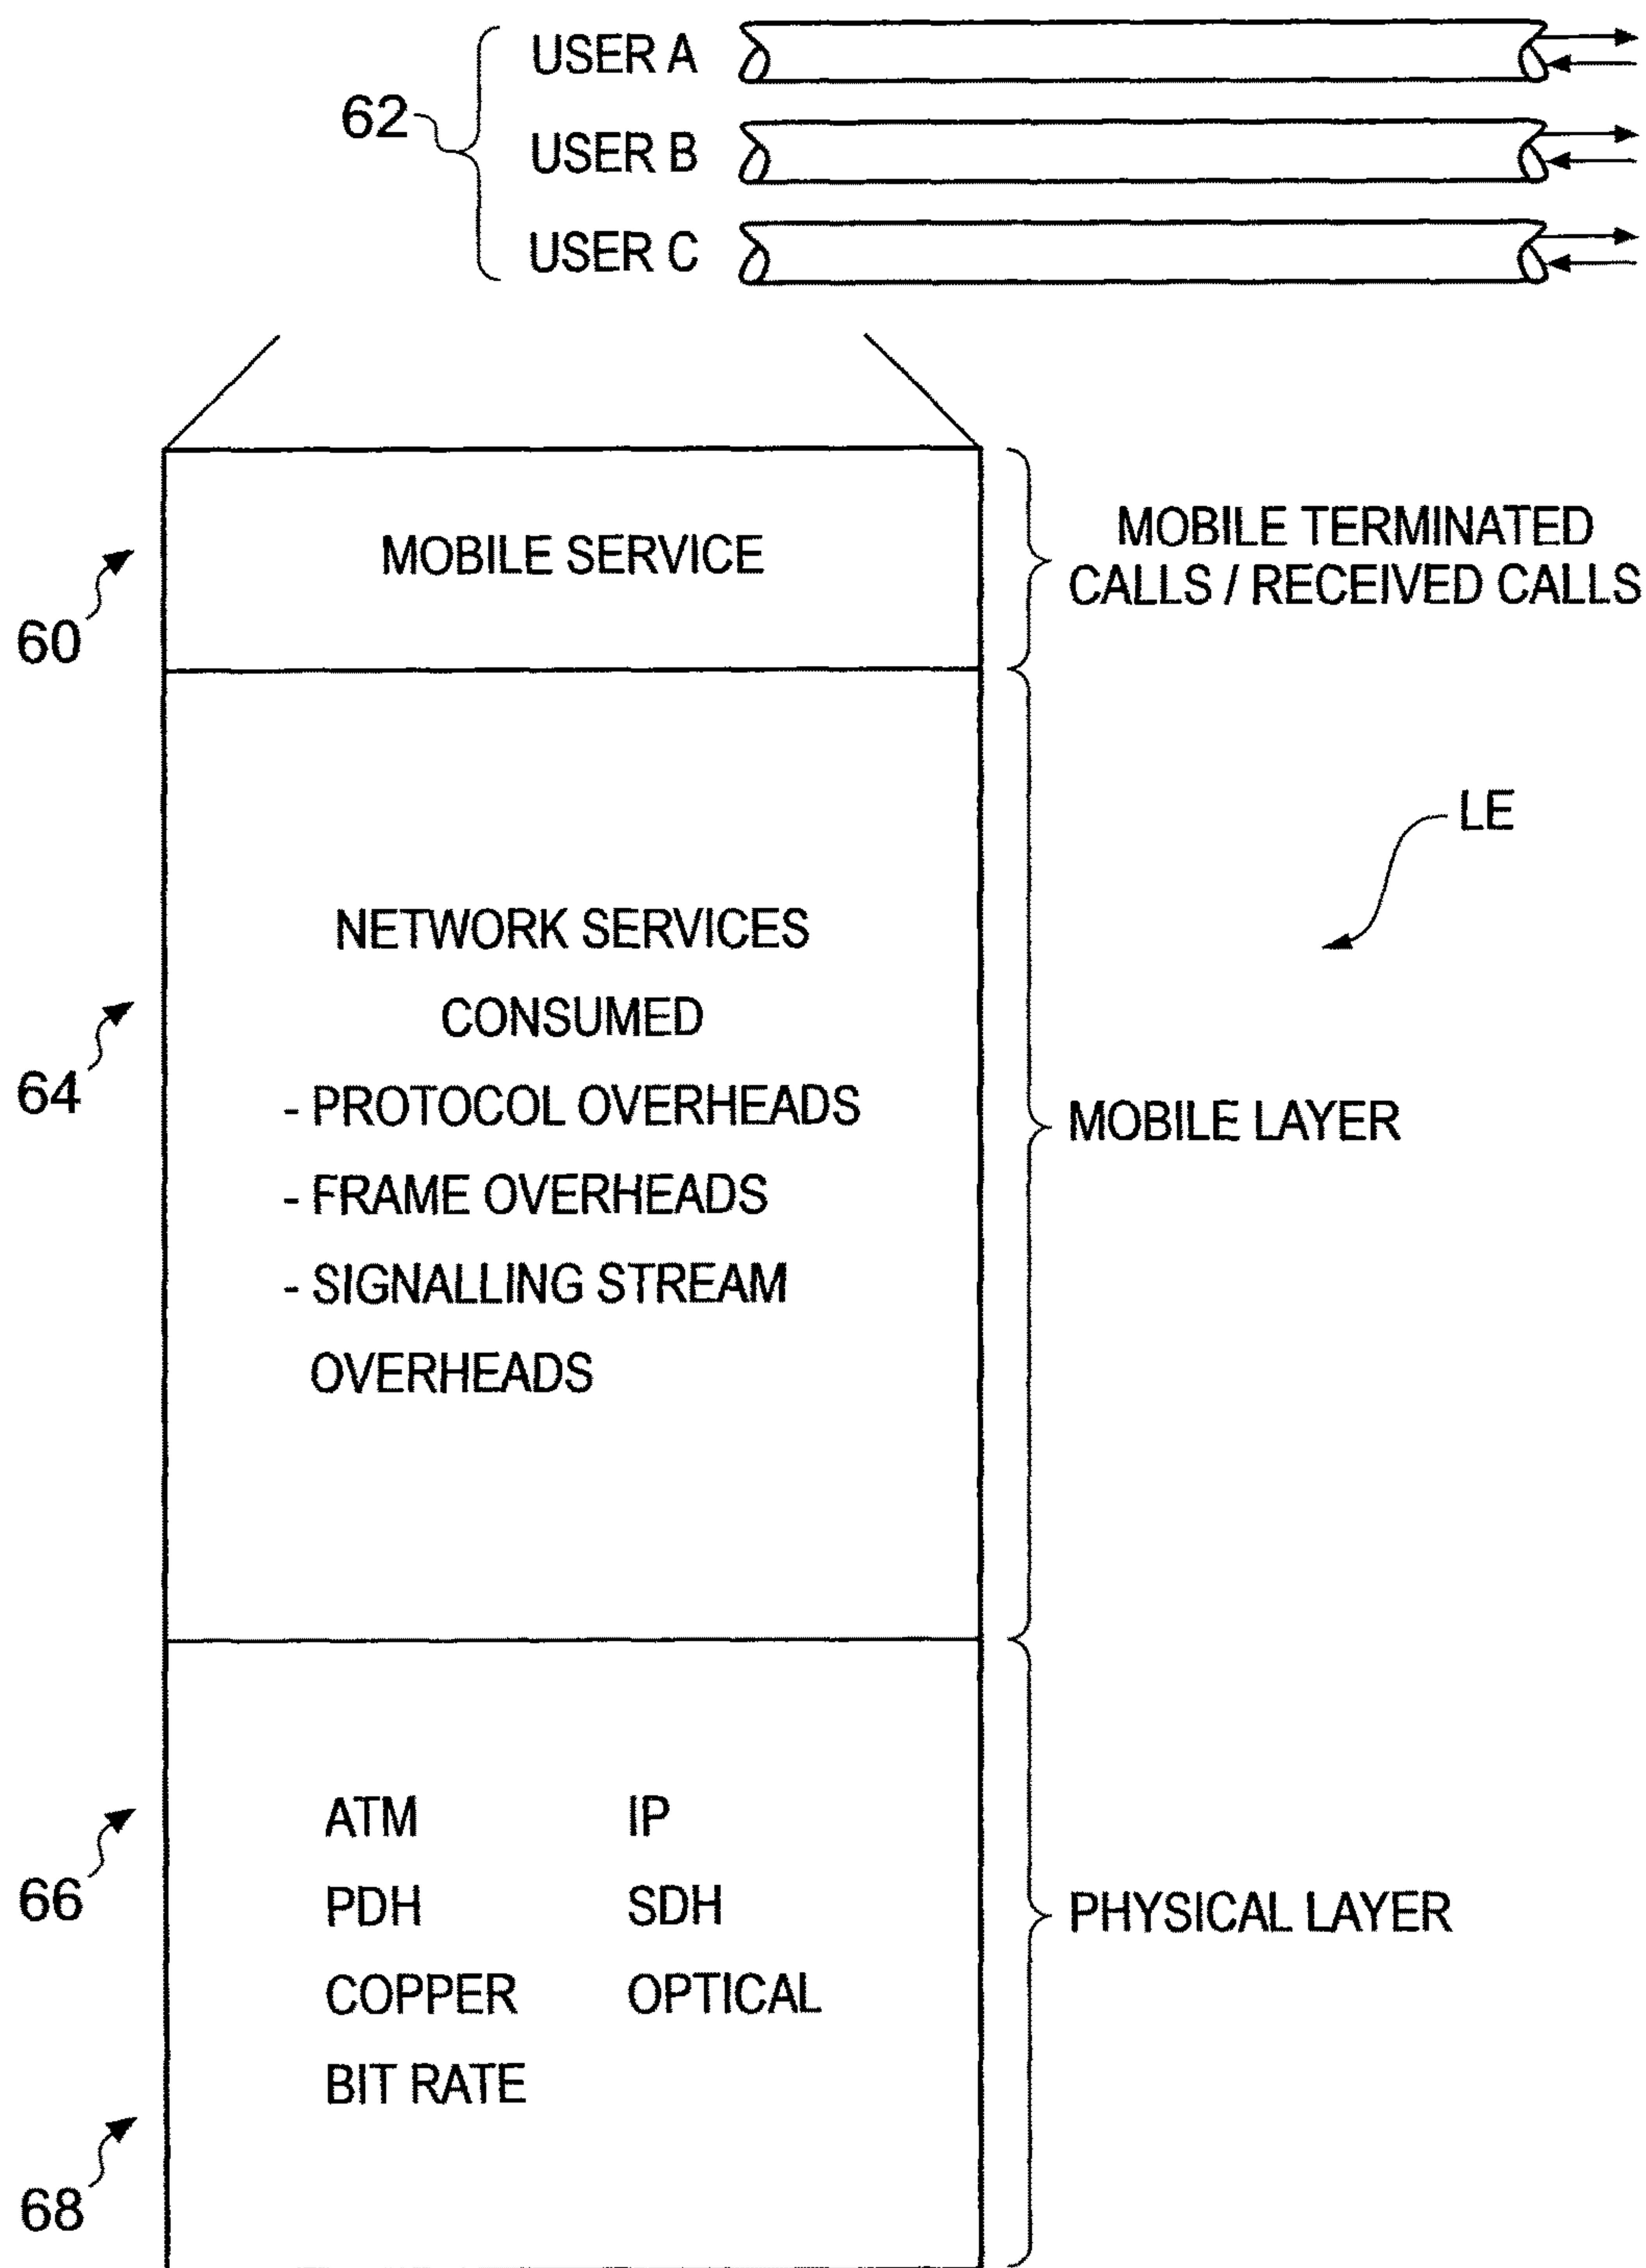 USER A
62
USER B
USER C
MOBILE SERVICE
MOBILE TERMINATED
CALLS / RECEIVED CALLS
60
LE
NETWORK SERVICES
CONSUMED
64
- PROTOCOL OVERHEADS
MOBILE LAYER
- FRAME OVERHEADS
- SIGNALLING STREAM
OVERHEADS
ATM IP
66
PDH SDH
PHYSICAL LAYER
COPPER OPTICAL
BIT RATE
68